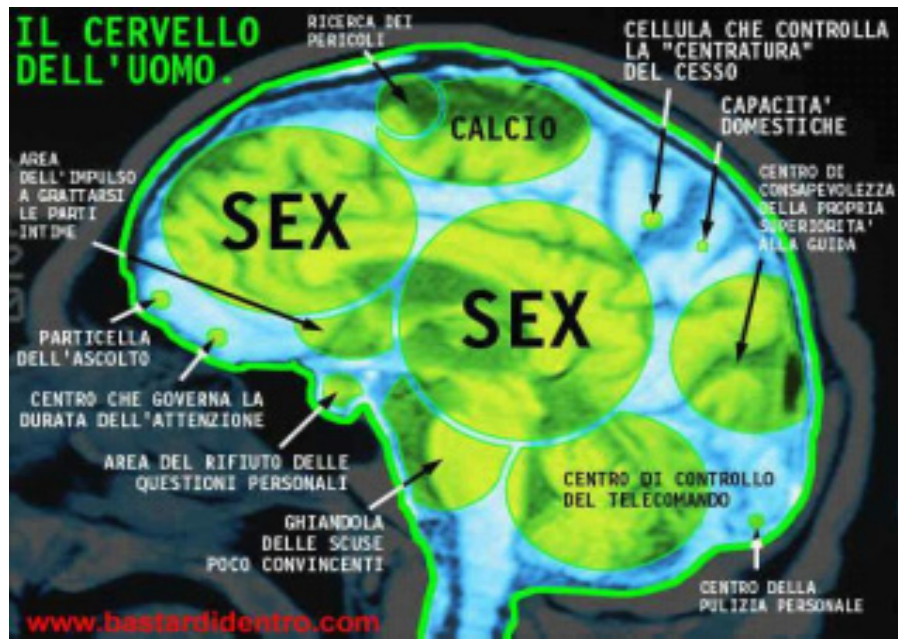 IL CERVELLO
DELL'UOMO.
RICERCA DEI
PERICOLI
CELLULA CHE CONTROLLA
LA "CENTRATURA"
DEL CESSO
CAPACITA'
DOMESTICHE
CALCIO
AREA
DELL'IMPULSO
A GRATTARSI
LE PARTI
INTIME
CENTRO DI
CONSAPEVOLEZZA
DELLA PROPRIA
SUPERIORITA'
ALLA GUIDA
SEX
SEX
PARTICELLA
DELL'ASCOLTO
CENTRO CHE GOVERNA LA
DURATA DELL'ATTENZIONE
AREA DEL RIFIUTO DELLE
QUESTIONI PERSONALI
CENTRO DI CONTROLLO
DEL TELECOMANDO
GHIANDOLA
DELLE SCUSE
POCO CONVINCENTI
CENTRO DELLA
PULIZIA PERSONALE
www.bastardidentro.com